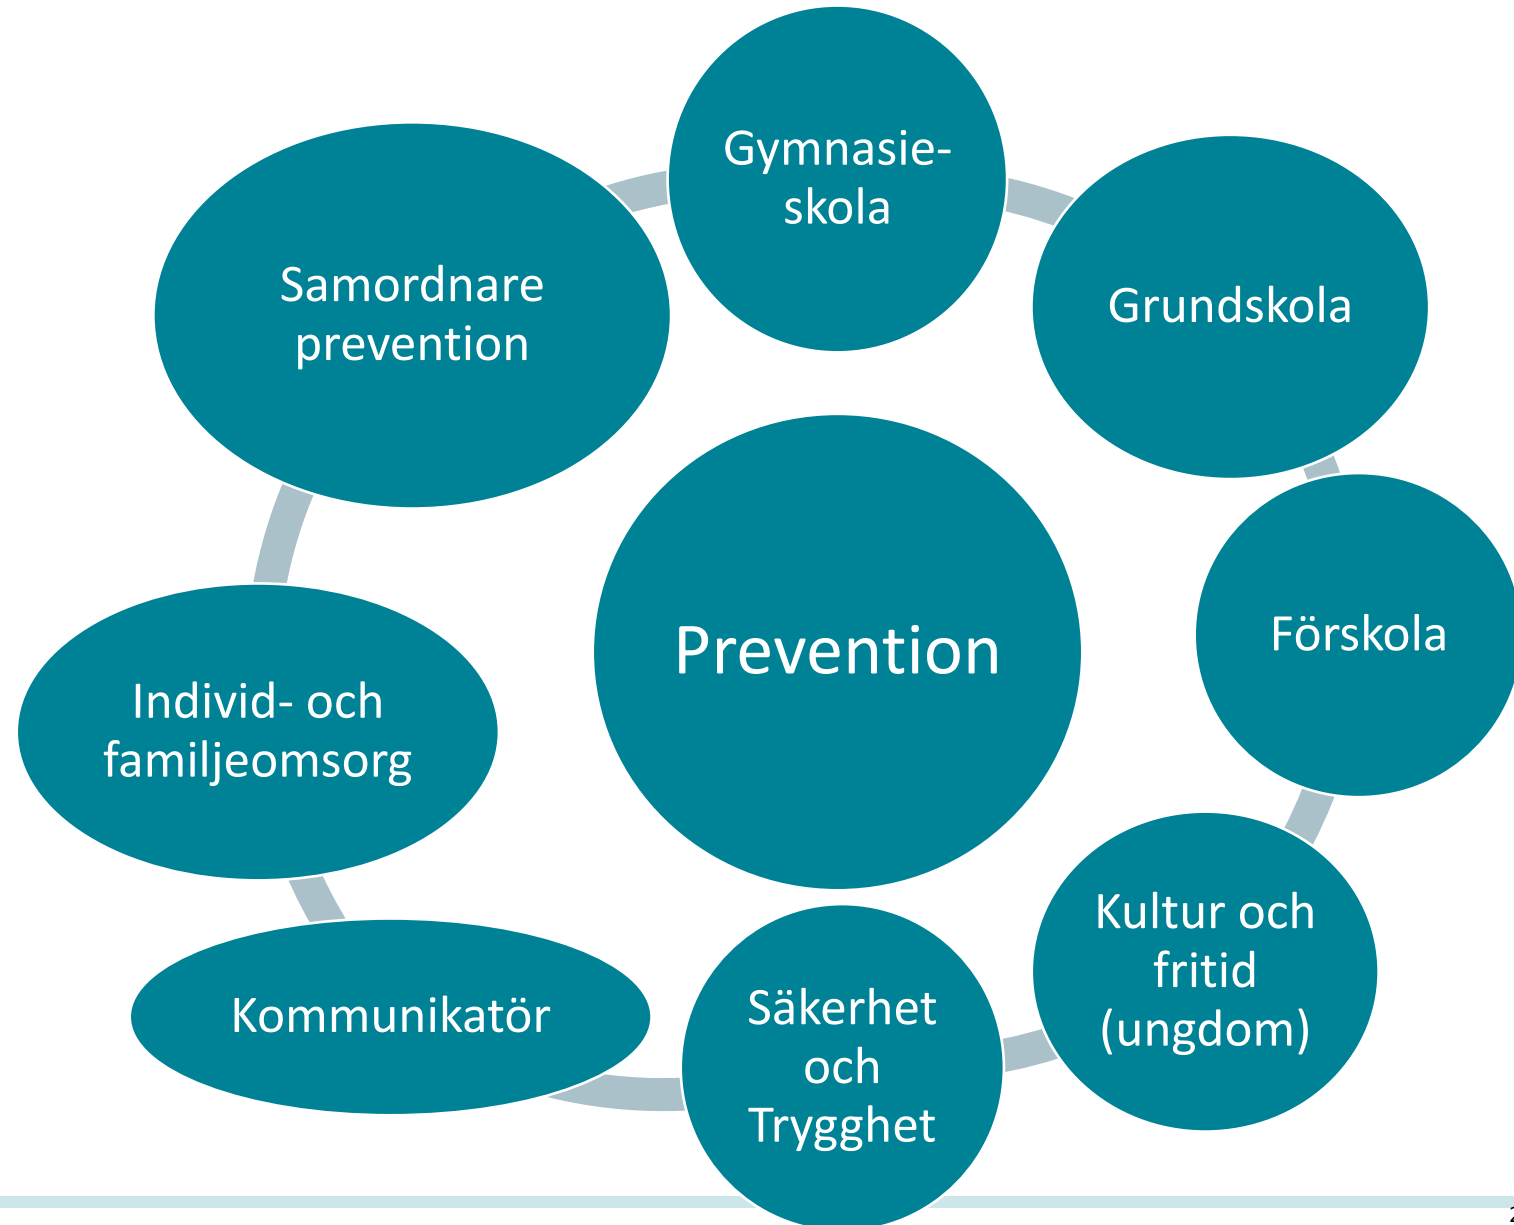 Gymnasie-
skola
Grundskola
Samordnare
prevention
Förskola
Prevention
Individ- och
familjeomsorg
Kultur och
fritid
(ungdom)
Kommunikatör
Säkerhet
och
Trygghet